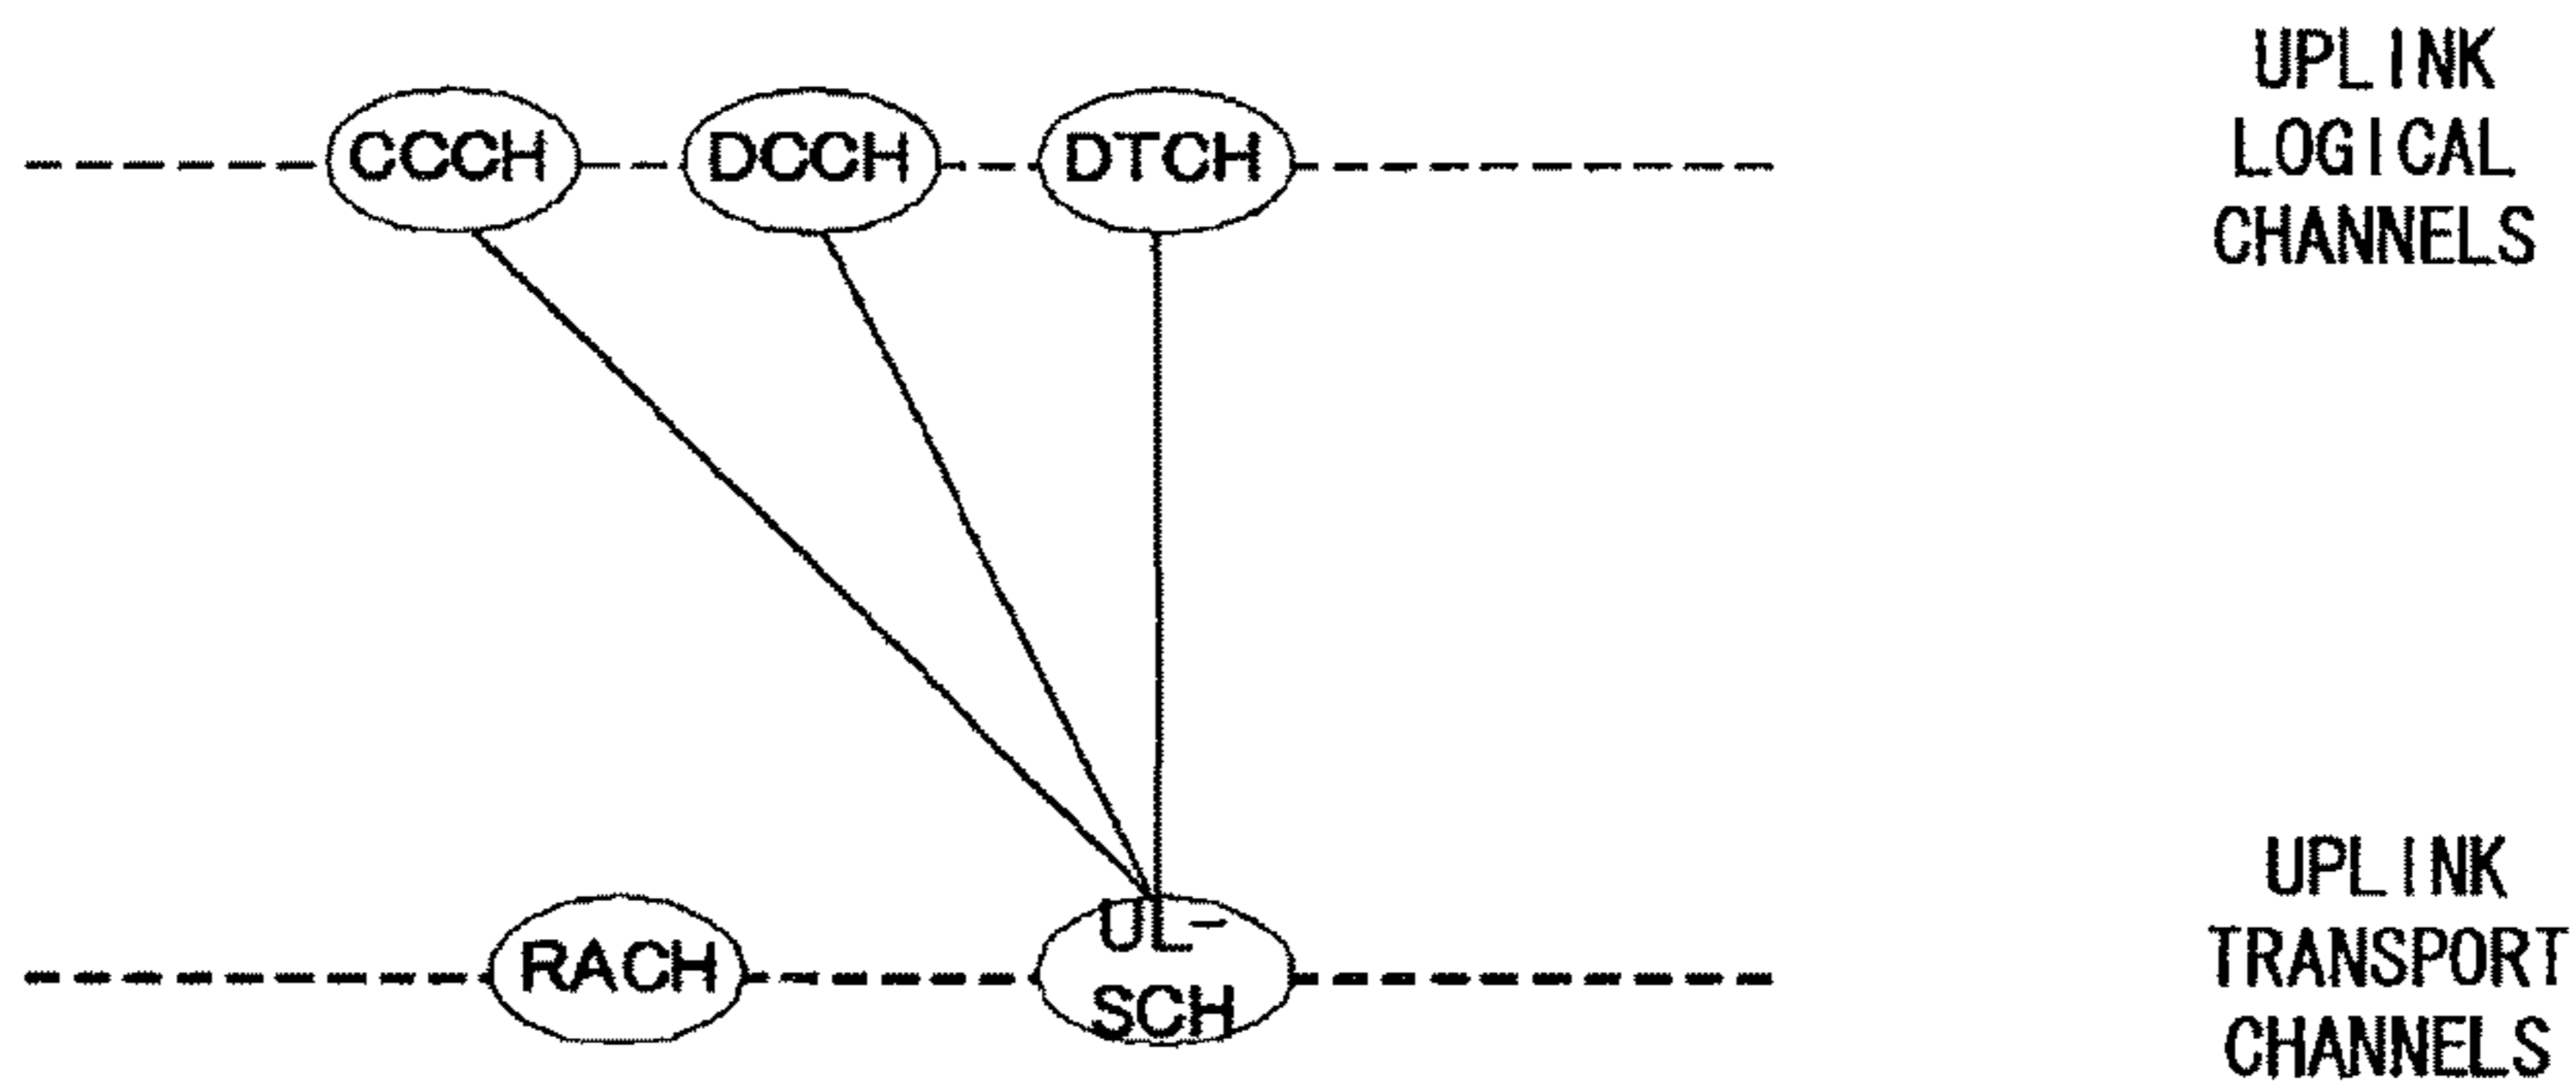 UPLINK
LOGICAL
CHANNELS
CCCH
DCCH
DTCH
UPLINK
TRANSPORT
CHANNELS
RACH
UL-
SCH